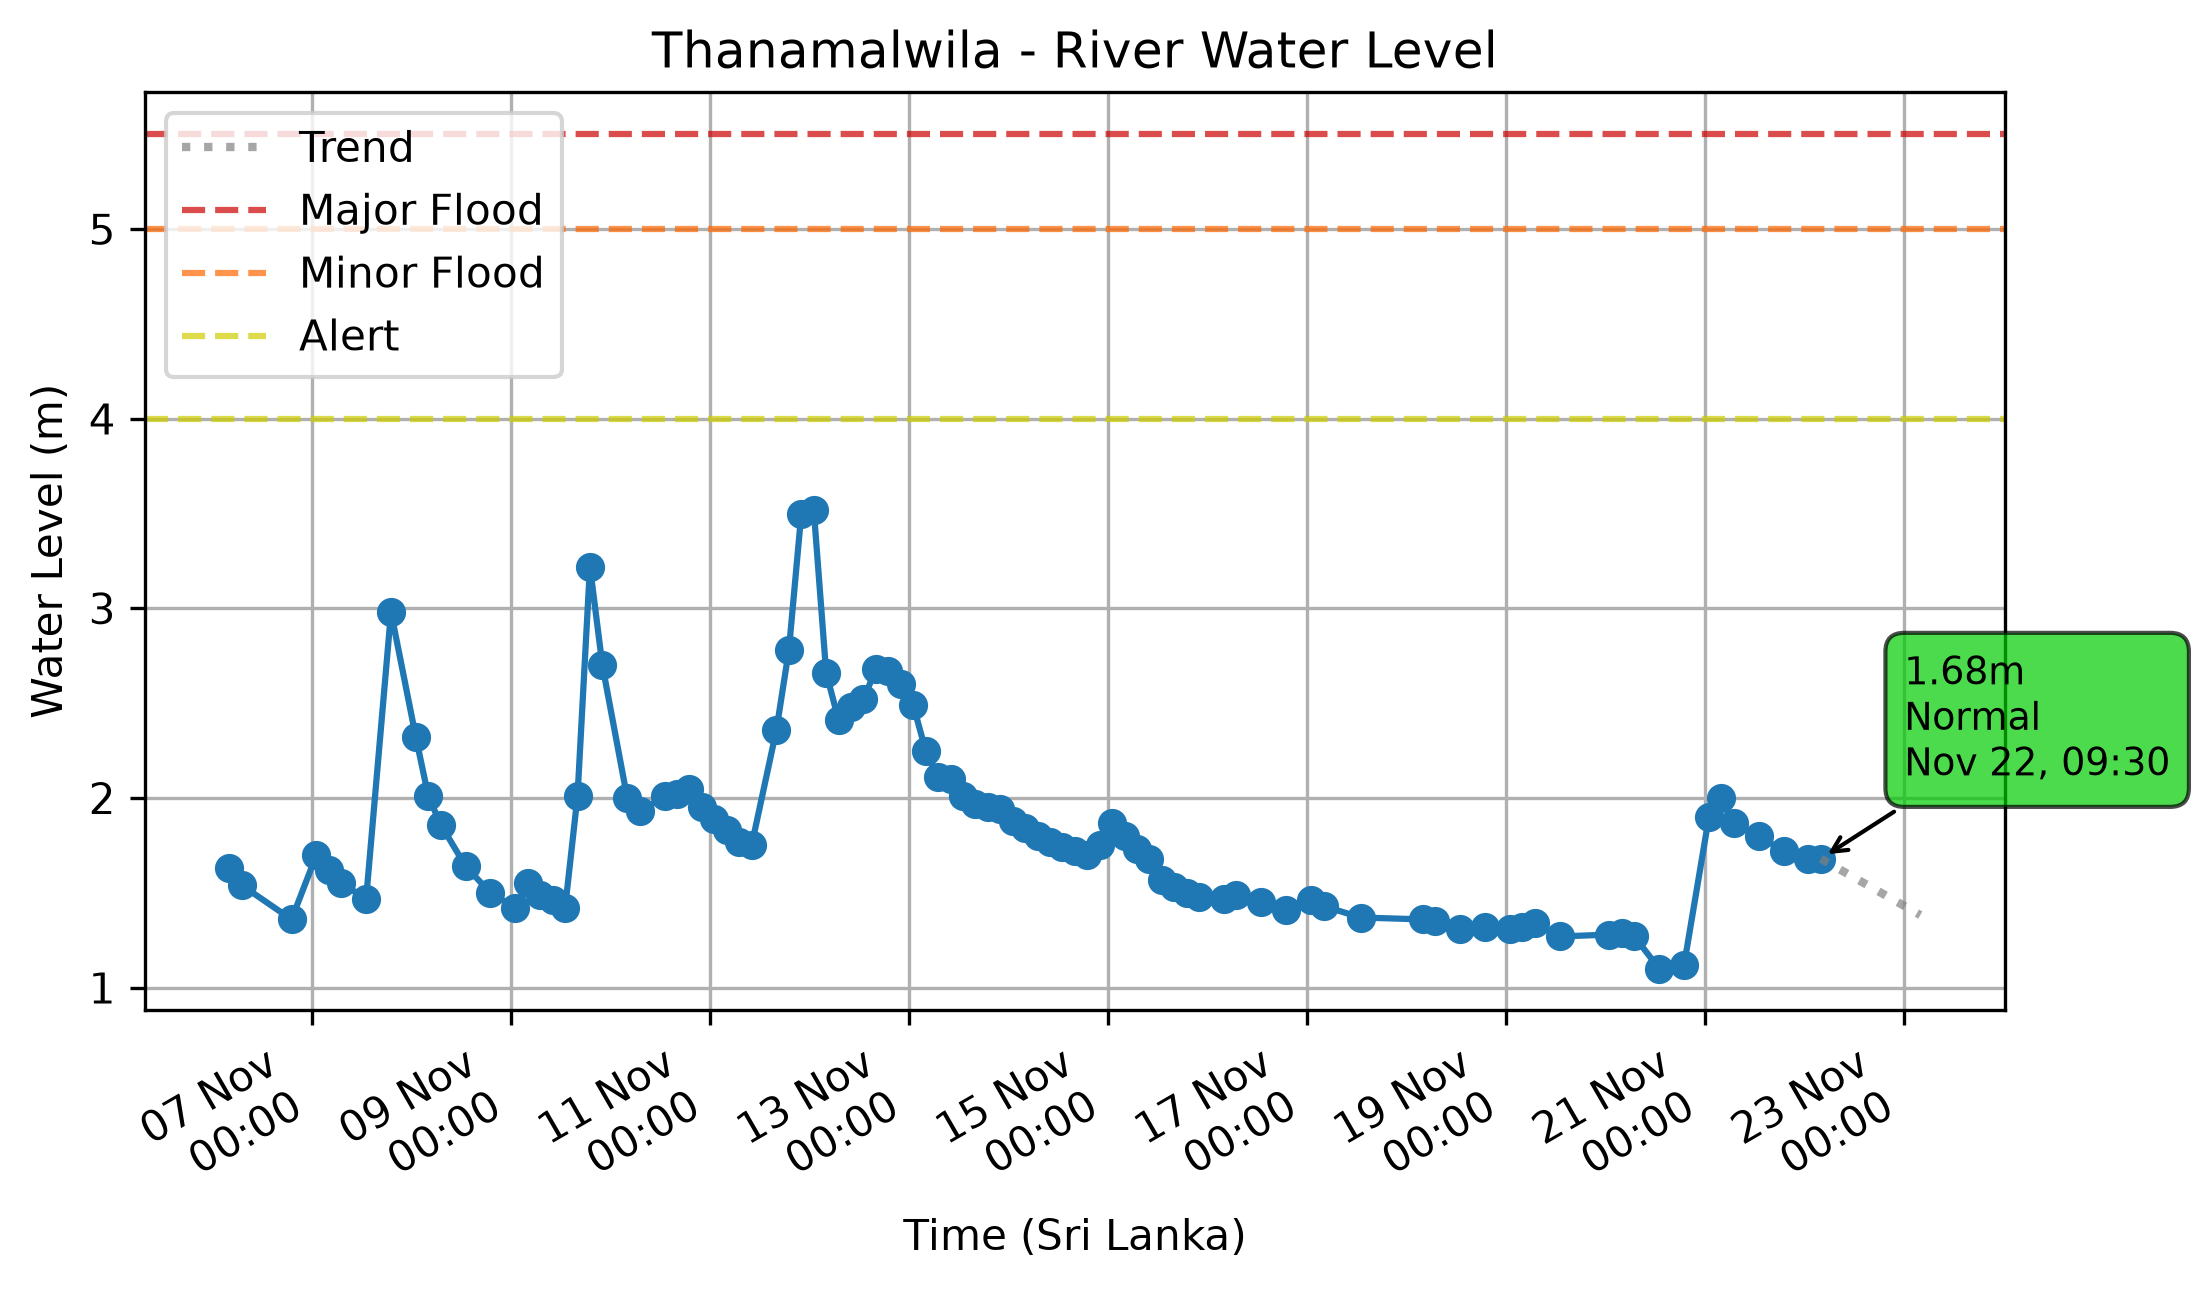 Thanamalwila - River Water Level
Trend
Major Flood
Minor Flood
Alert
Water Level (m)
5
4
3
2
1
1.68m
Normal
Nov 22, 09:30
07 Nov
00:00
09 Nov
00:00
11 Nov
00:00
13 Nov
00:00
15 Nov
00:00
17 Nov
00:00
19 Nov
00:00
21 Nov
00:00
23 Nov
00:00
Time (Sri Lanka)